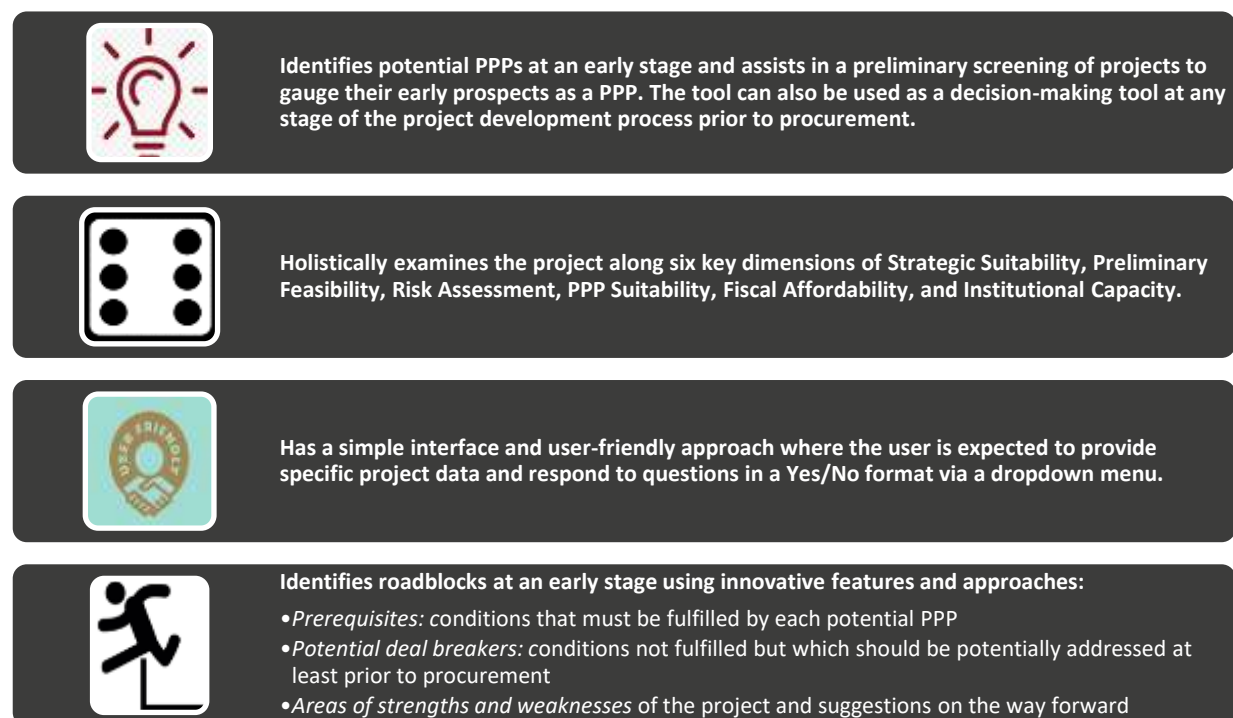 Identifies potential PPPs at an early stage and assists in a preliminary screening of projects to
gauge their early prospects as a PPP. The tool can also be used as a decision-making tool at any
stage of the project development process prior to procurement.
Holistically examines the project along six key dimensions of Strategic Suitability, Preliminary
Feasibility, Risk Assessment, PPP Suitability, Fiscal Affordability, and Institutional Capacity.
USER FRIENDLY
Has a simple interface and user-friendly approach where the user is expected to provide
specific project data and respond to questions in a Yes/No format via a dropdown menu.
Identifies roadblocks at an early stage using innovative features and approaches:
•Prerequisites: conditions that must be fulfilled by each potential PPP
•Potential deal breakers: conditions not fulfilled but which should be potentially addressed at
least prior to procurement
•Areas of strengths and weaknesses of the project and suggestions on the way forward